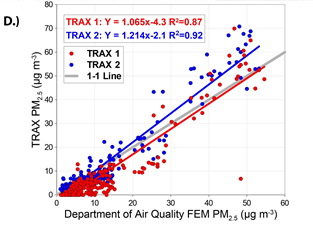 D.)
TRAX 1: Y = 1.065x-4.3 R²=0.87
TRAX 2: Y = 1.214x-2.1 R²=0.92
TRAX 1
TRAX 2
1-1 Line
TRAX PM2.5 (µg m-3)
80
70
60
50
40
30
20
10
0
0 10 20 30 40 50 60
Department of Air Quality FEM PM2.5 (µg m-3)